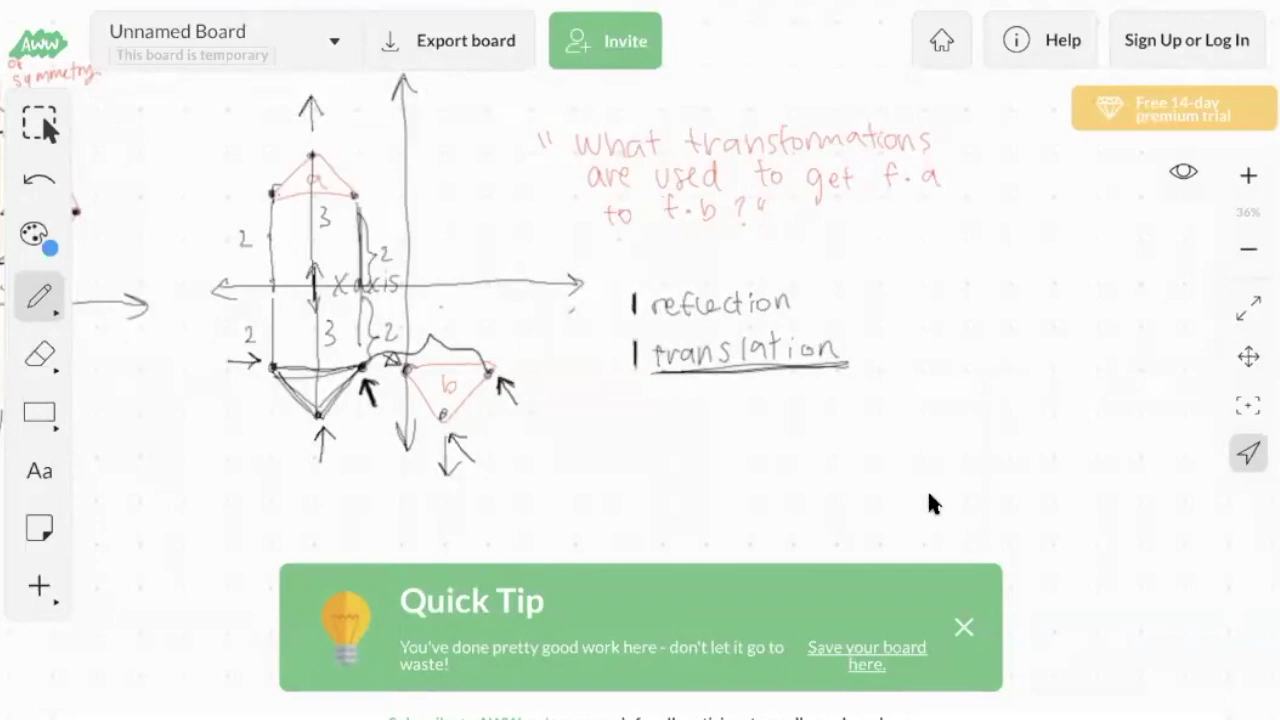 AWW
Unnamed Board
This board is temporary
Export board
Invite
Help
Sign Up or Log In
of
symmetry
Free 14-day
premium trial
36%
"What transformations
are used to get f.a
to f.b?"
a
3
2
2
x axis
2
3
2
b
1 reflection
1 translation
Aa
Quick Tip
You've done pretty good work here - don't let it go to
waste!
Save your board
here.